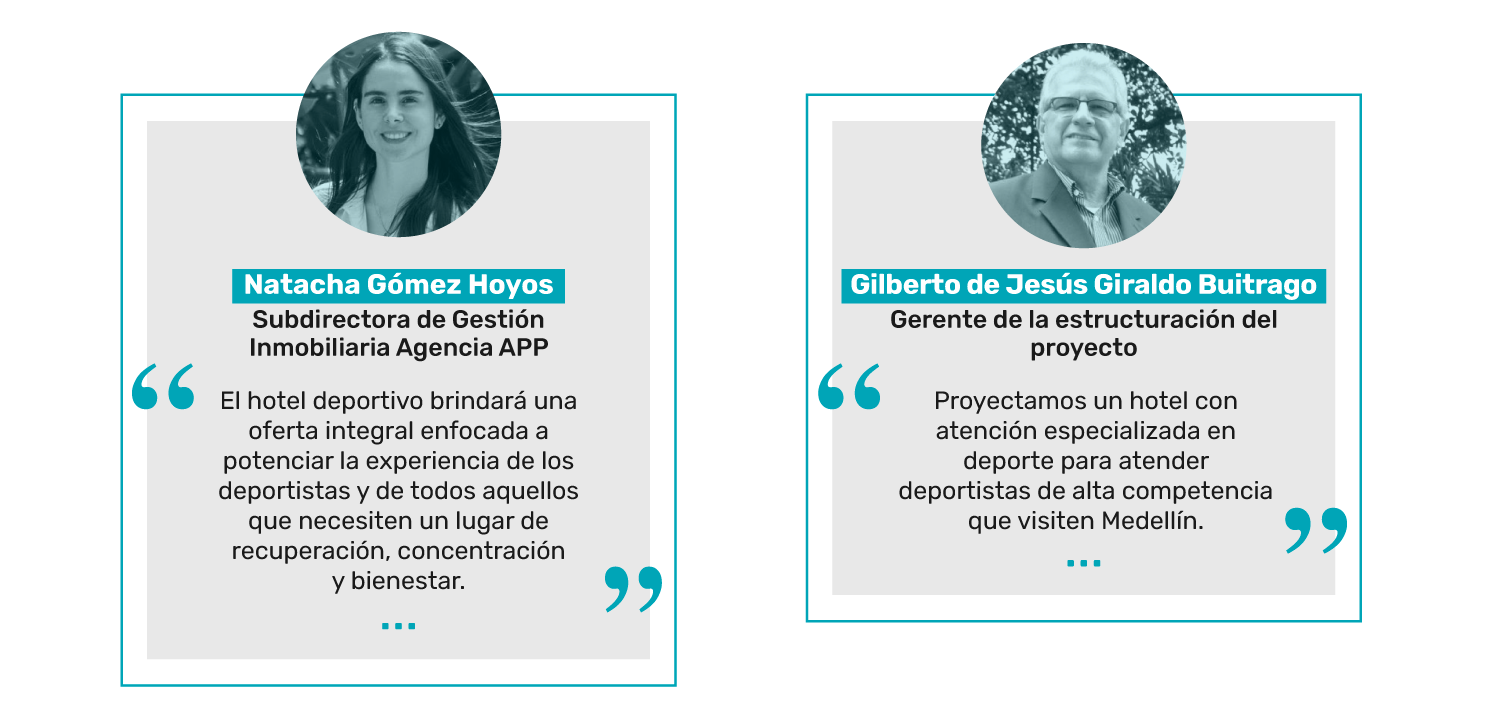 Natacha Gómez Hoyos
Subdirectora de Gestión
Inmobiliaria Agencia APP
“ El hotel deportivo brindará una
oferta integral enfocada a
potenciar la experiencia de los
deportistas y de todos aquellos
que necesiten un lugar de
recuperación, concentración
y bienestar. ”
...
Gilberto de Jesús Giraldo Buitrago
Gerente de la estructuración del
proyecto
“ Proyectamos un hotel con
atención especializada en
deporte para atender
deportistas de alta competencia
que visiten Medellín. ”
...